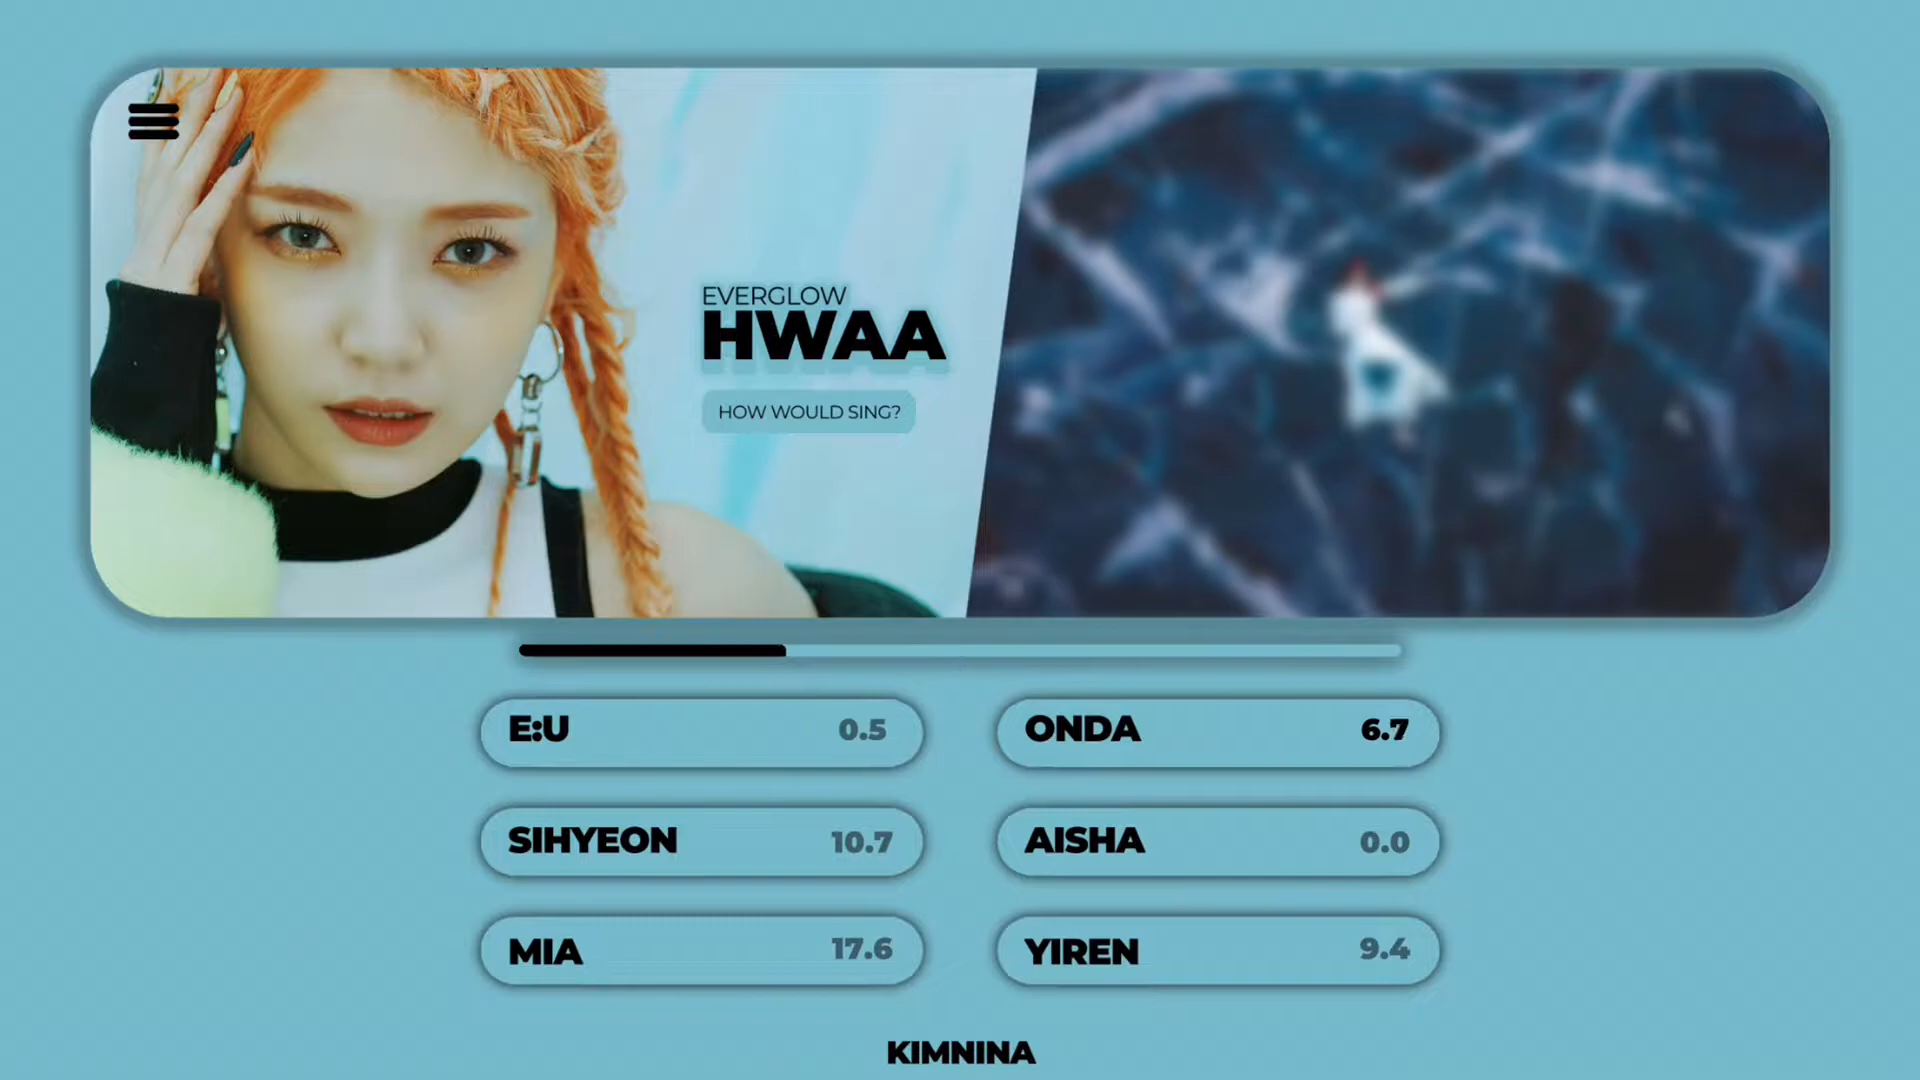 EVERGLOW
HWAA
HOW WOULD SING?
E:U 0.5
ONDA 6.7
SIHYEON 10.7
AISHA 0.0
MIA 17.6
YIREN 9.4
KIMNINA